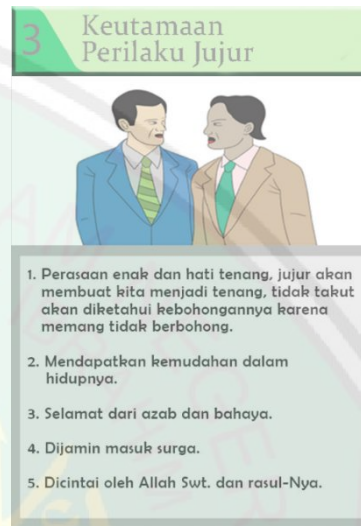 3
Keutamaan
Perilaku Jujur
1. Perasaan enak dan hati tenang, jujur akan
membuat kita menjadi tenang, tidak takut
akan diketahui kebohongannya karena
memang tidak berbohong.
2. Mendapatkan kemudahan dalam
hidupnya.
3. Selamat dari azab dan bahaya.
4. Dijamin masuk surga.
5. Dicintai oleh Allah Swt. dan rasul-Nya.